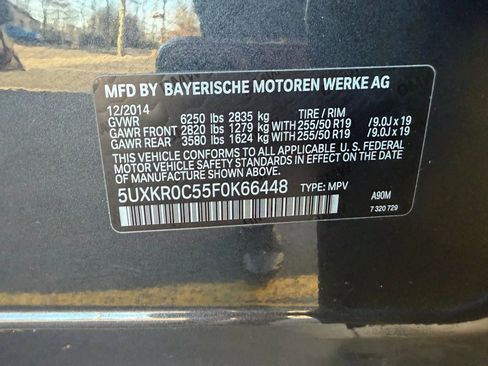 MFD BY BAYERISCHE MOTOREN WERKE AG
12/2014
GVWR 6250 lbs 2835 kg TIRE / RIM
GAWR FRONT 2820 lbs 1279 kg WITH 255/50 R19 /9.0J x 19
GAWR REAR 3580 lbs 1624 kg WITH 255/50 R19 /9.0J x 19
THIS VEHICLE CONFORMS TO ALL APPLICABLE U. S. FEDERAL
MOTOR VEHICLE SAFETY STANDARDS IN EFFECT ON THE
DATE OF MANUFACTURE SHOWN ABOVE.
5UXKR0C55F0K66448 TYPE: MPV A90M
7 320 729